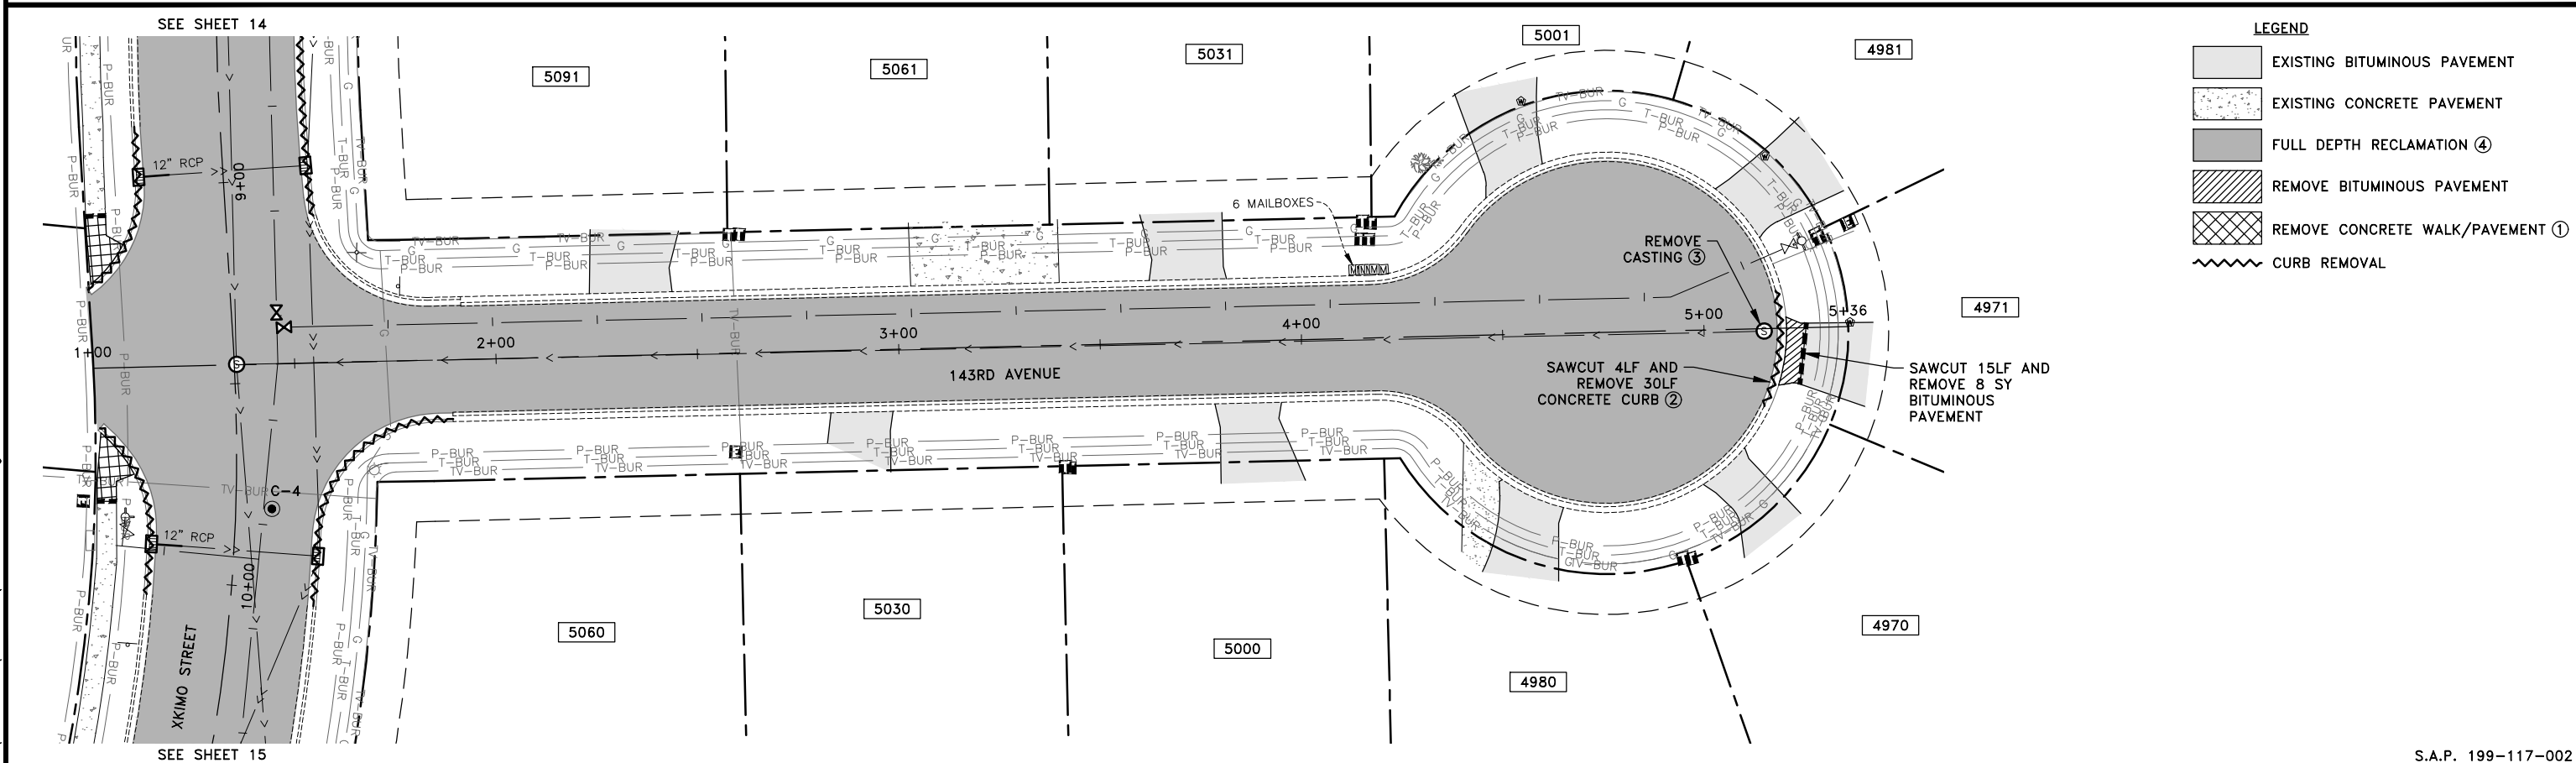 SEE SHEET 14
5091
5061
5031
5001
4981
LEGEND
EXISTING BITUMINOUS PAVEMENT
EXISTING CONCRETE PAVEMENT
FULL DEPTH RECLAMATION ④
REMOVE BITUMINOUS PAVEMENT
REMOVE CONCRETE WALK/PAVEMENT ①
CURB REMOVAL
12" RCP
9+00
6 MAILBOXES
REMOVE
CASTING ③
4971
1+00
2+00
3+00
4+00
5+00
5+36
143RD AVENUE
SAWCUT 4LF AND
REMOVE 30LF
CONCRETE CURB ②
SAWCUT 15LF AND
REMOVE 8 SY
BITUMINOUS
PAVEMENT
TV-BUR
G
T-BUR
P-BUR
C-4
12" RCP
10+00
XKIMO STREET
5060
5030
5000
4980
4970
SEE SHEET 15
S.A.P. 199-117-002